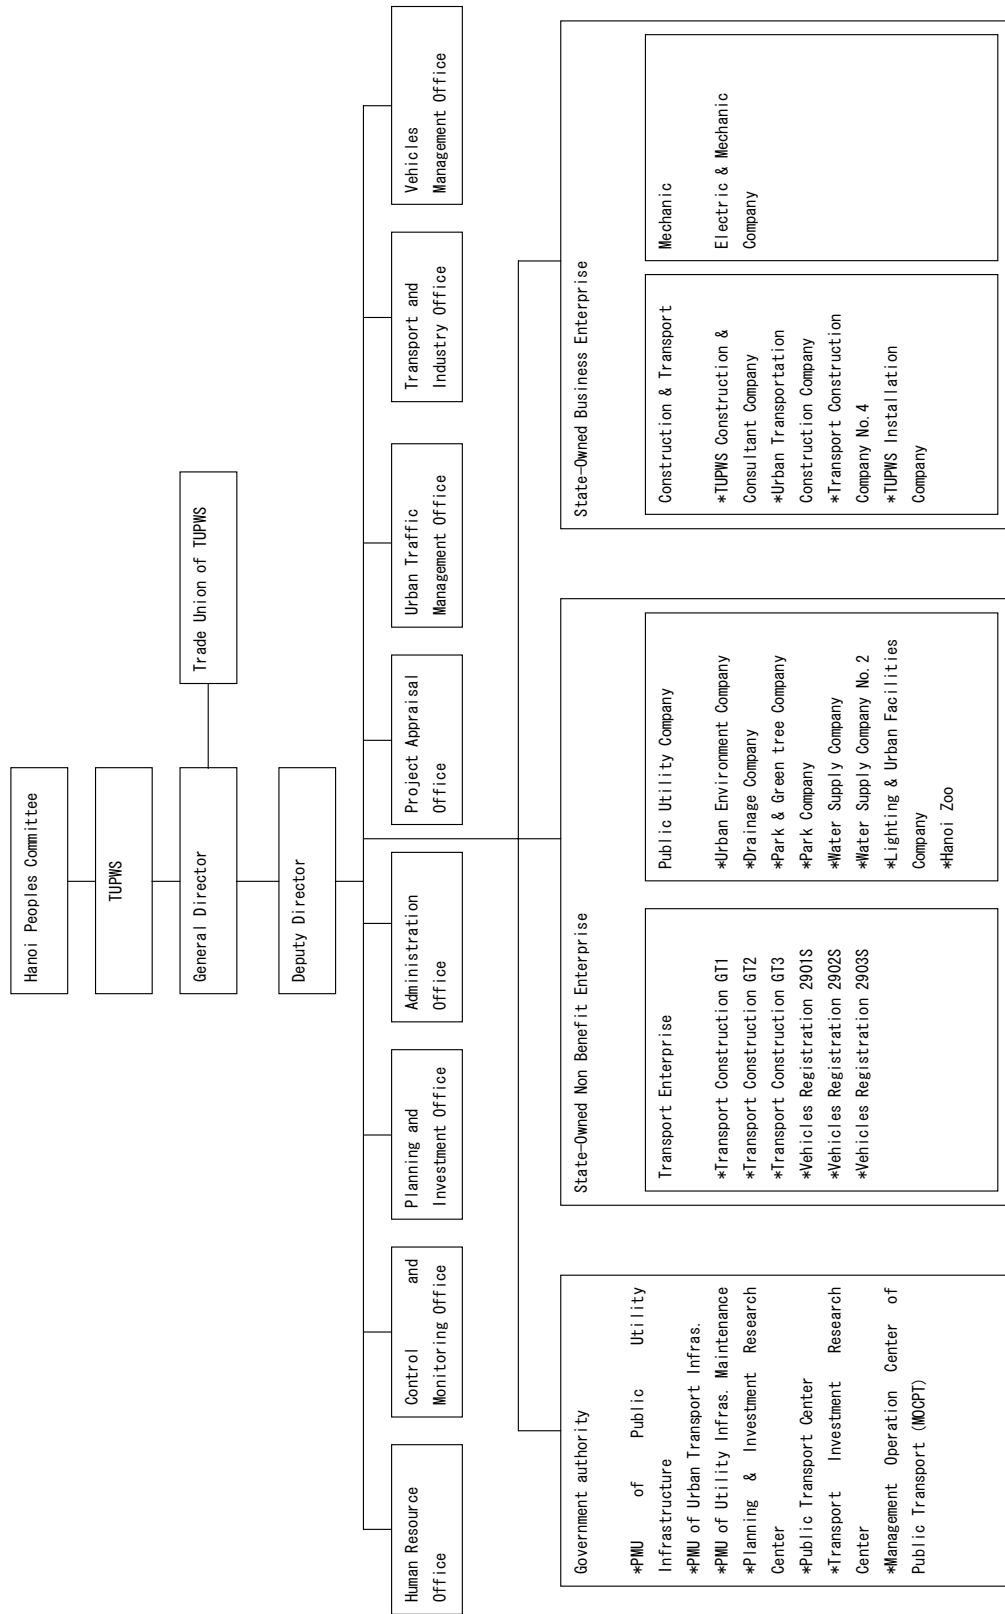 Hanoi Peoples Committee
TUPWS
General Director
Trade Union of TUPWS
Deputy Director
Human Resource
Office
Control and
Monitoring Office
Planning and
Investment Office
Administration
Office
Project Appraisal
Office
Urban Traffic
Management Office
Transport and
Industry Office
Vehicles
Management Office
Government authority
*PMU of Public Utility
Infrastructure
*PMU of Urban Transport Infras.
*PMU of Utility Infras. Maintenance
*Planning & Investment Research
Center
*Public Transport Center
*Transport Investment Research
Center
*Management Operation Center of
Public Transport (MOCPT)
State-Owned Non Benefit Enterprise
Transport Enterprise
*Transport Construction GT1
*Transport Construction GT2
*Transport Construction GT3
*Vehicles Registration 2901S
*Vehicles Registration 2902S
*Vehicles Registration 2903S
Public Utility Company
*Urban Environment Company
*Drainage Company
*Park & Green tree Company
*Park Company
*Water Supply Company
*Water Supply Company No.2
*Lighting & Urban Facilities
Company
*Hanoi Zoo
State-Owned Business Enterprise
Construction & Transport
*TUPWS Construction &
Consultant Company
*Urban Transportation
Construction Company
*Transport Construction
Company No.4
*TUPWS Installation
Company
Mechanic
Electric & Mechanic
Company